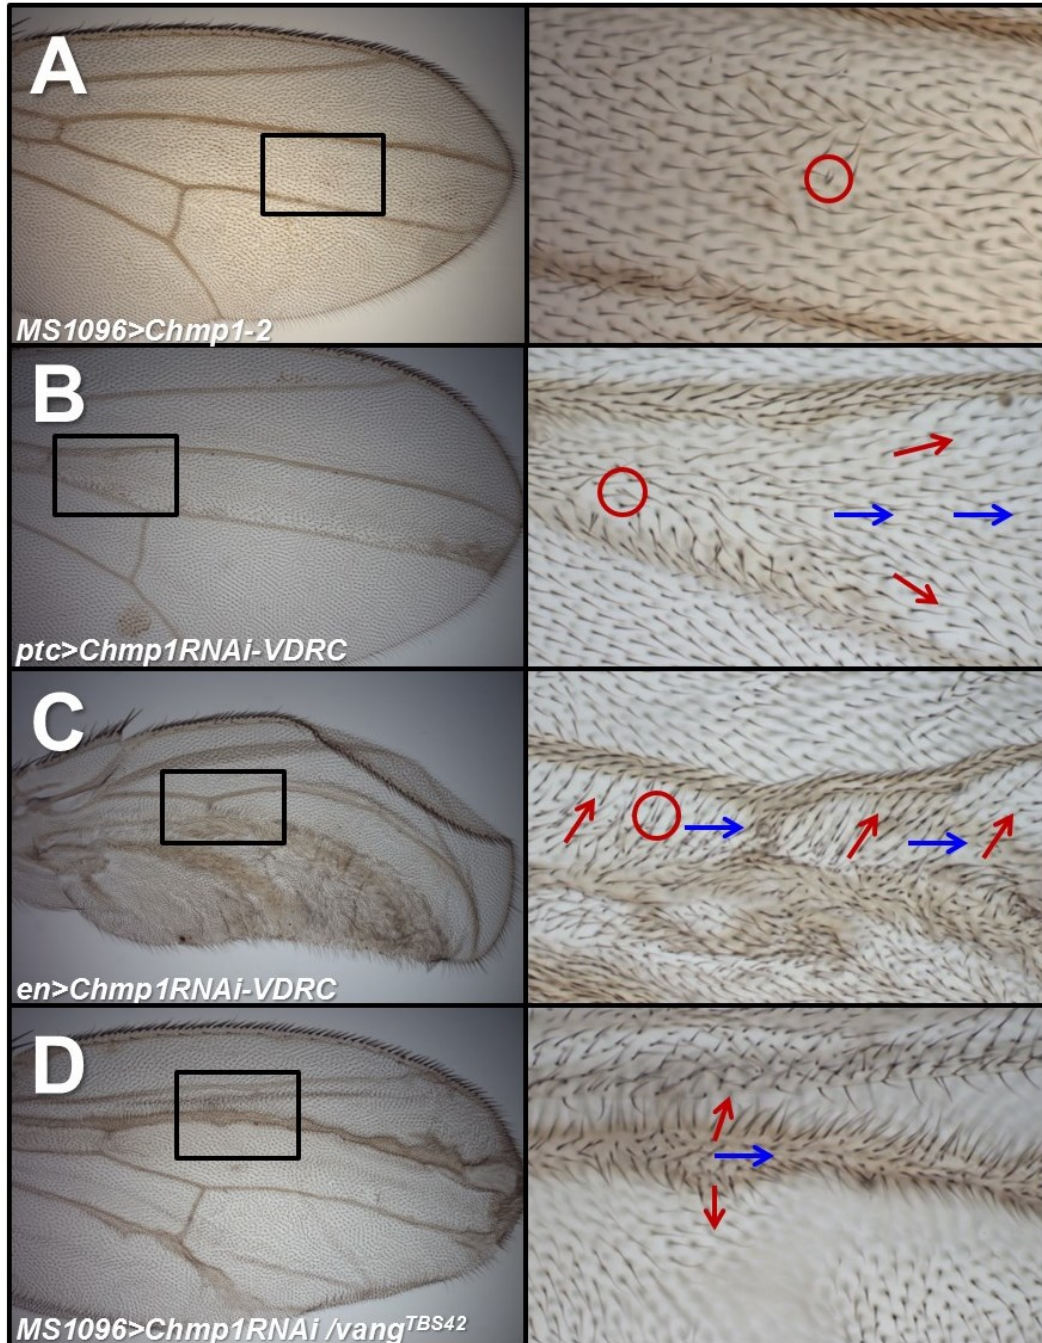 A
MS1096>Chmp1-2
B
ptc>Chmp1RNAi-VDRC
C
en>Chmp1RNAi-VDRC
D
MS1096>Chmp1RNAi /vangTBS42